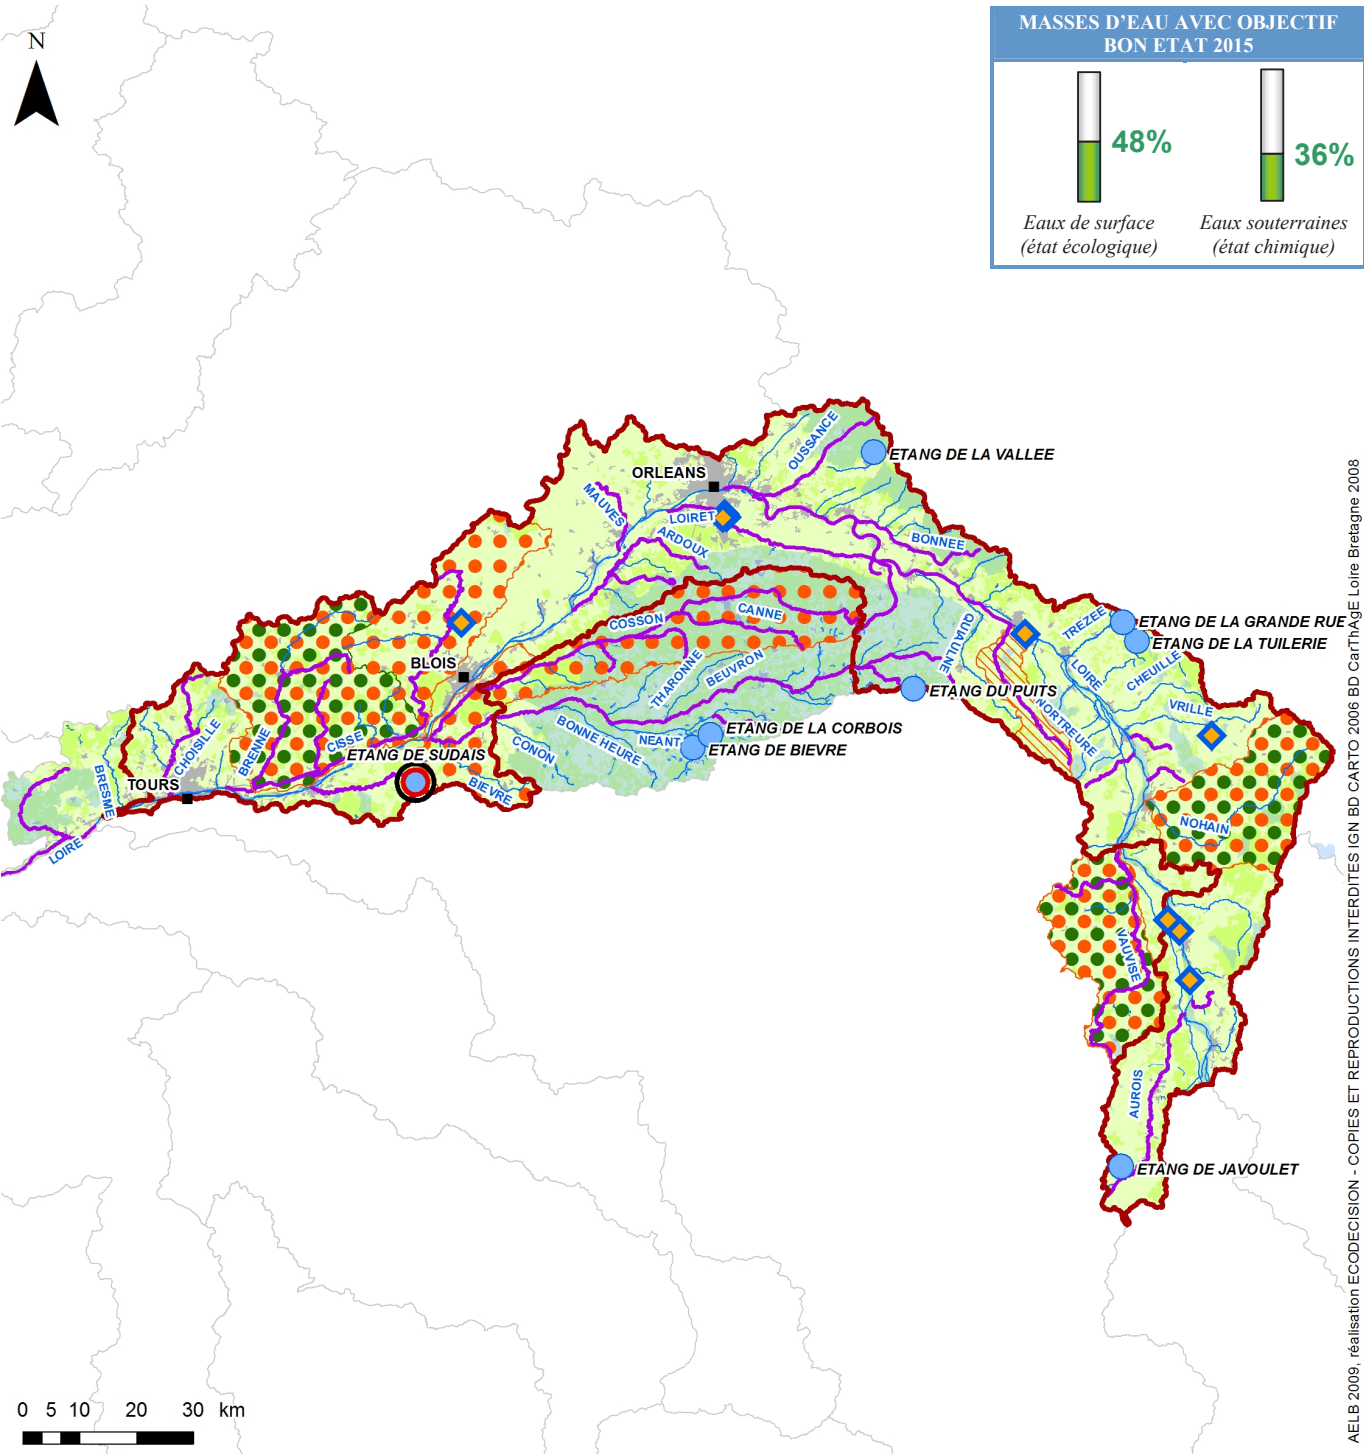 N
MASSES D'EAU AVEC OBJECTIF
BON ETAT 2015
48%
36%
Eaux de surface
(état écologique)
Eaux souterraines
(état chimique)
OUSSANCE
ETANG DE LA VALLEE
ORLEANS
MAUVES
LOIRET
ARDOUX
BONNEE
COSSON
CANNE
TREZEE
ETANG DE LA GRANDE RUE
ETANG DE LA TUILERIE
QUIAULNE
BLOIS
THARONNE
BEUVRON
LOIRE
CHEUILLE
ETANG DU PUITS
NORTREURE
VRILLE
CHOISILLE
BRENNE
CISSE
ETANG DE SUDAIS
CONON
BONNE HEURE
NEANT
ETANG DE LA CORBOIS
ETANG DE BIEVRE
BRESME
TOURS
BIEVRE
NOHAIN
LOIRE
VAUVISE
AUROIS
ETANG DE JAVOULET
0 5 10 20 30 km
AELB 2009, réalisation ECODECISION - COPIES ET REPRODUCTIONS INTERDITES IGN BD CARTO 2006 BD CarThAgE Loire Bretagne 2008